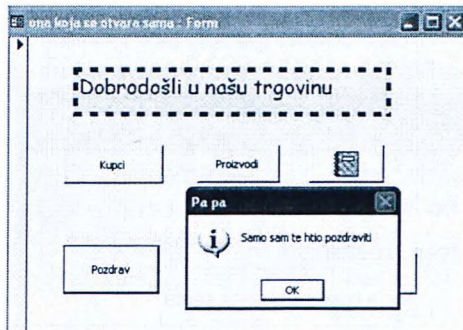 ona koja se otvara sama : Form
Dobrodošli u našu trgovinu
Kupci
Proizvodi
Pa pa
Samo sam te htio pozdraviti
Pozdrav
OK